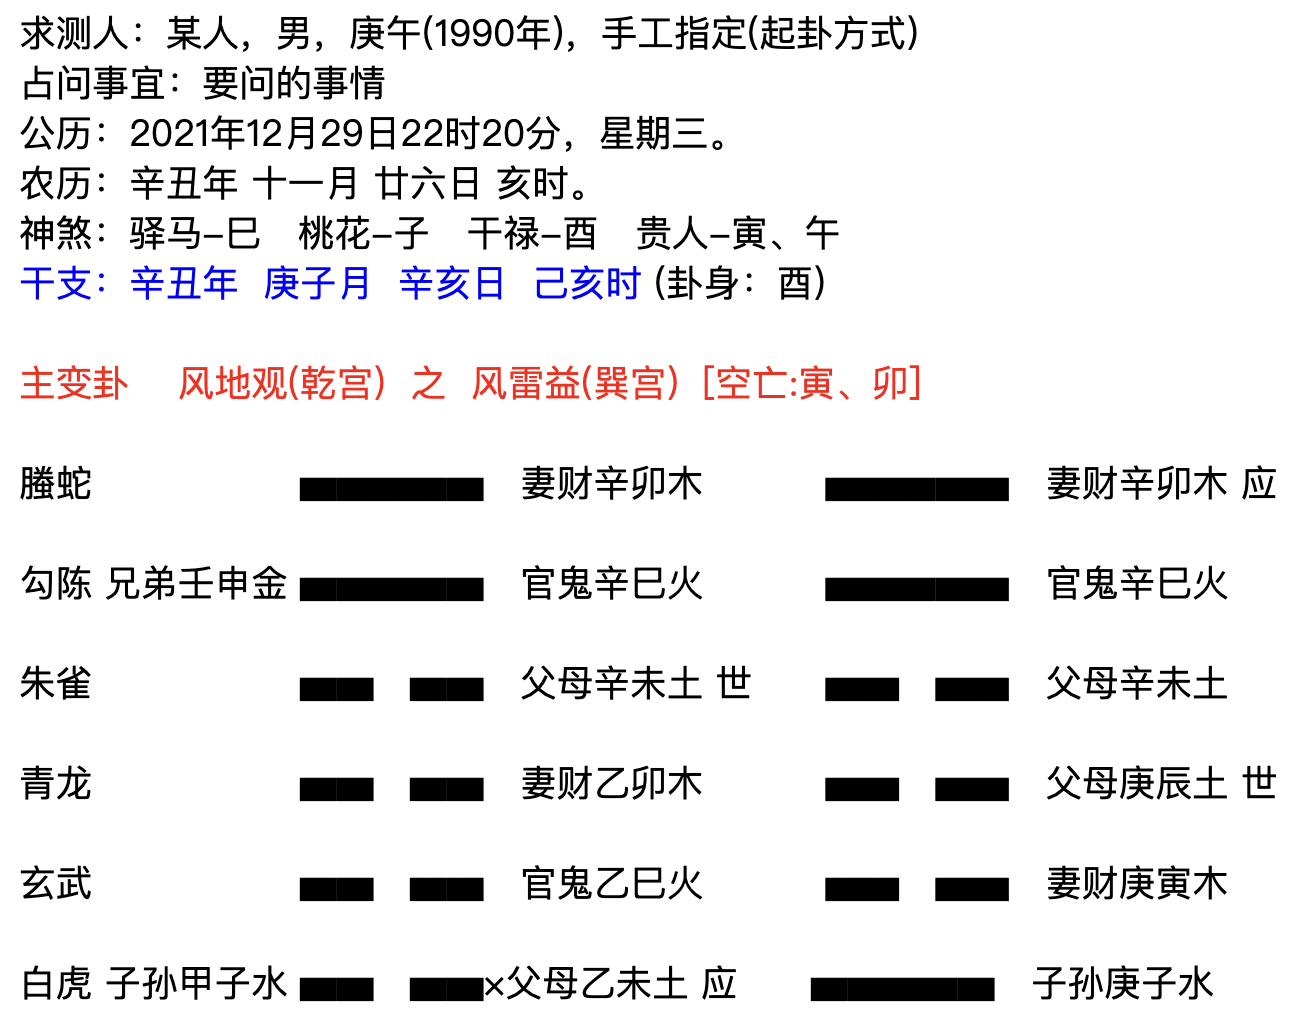 求测人：某人，男，庚午(1990年)，手工指定(起卦方式)
占问事宜：要问的事情
公历：2021年12月29日22时20分，星期三。
农历：辛丑年 十一月 廿六日 亥时。
神煞：驿马-巳　桃花-子　干禄-酉　贵人-寅、午
干支：辛丑年 庚子月 辛亥日 己亥时 (卦身：酉)
主变卦　风地观(乾宫) 之 风雷益(巽宫) [空亡:寅、卯]
螣蛇　妻财辛卯木　妻财辛卯木 应
勾陈 兄弟壬申金　官鬼辛巳火　官鬼辛巳火
朱雀　父母辛未土 世　父母辛未土
青龙　妻财乙卯木　父母庚辰土 世
玄武　官鬼乙巳火　妻财庚寅木
白虎 子孙甲子水　×父母乙未土 应　子孙庚子水